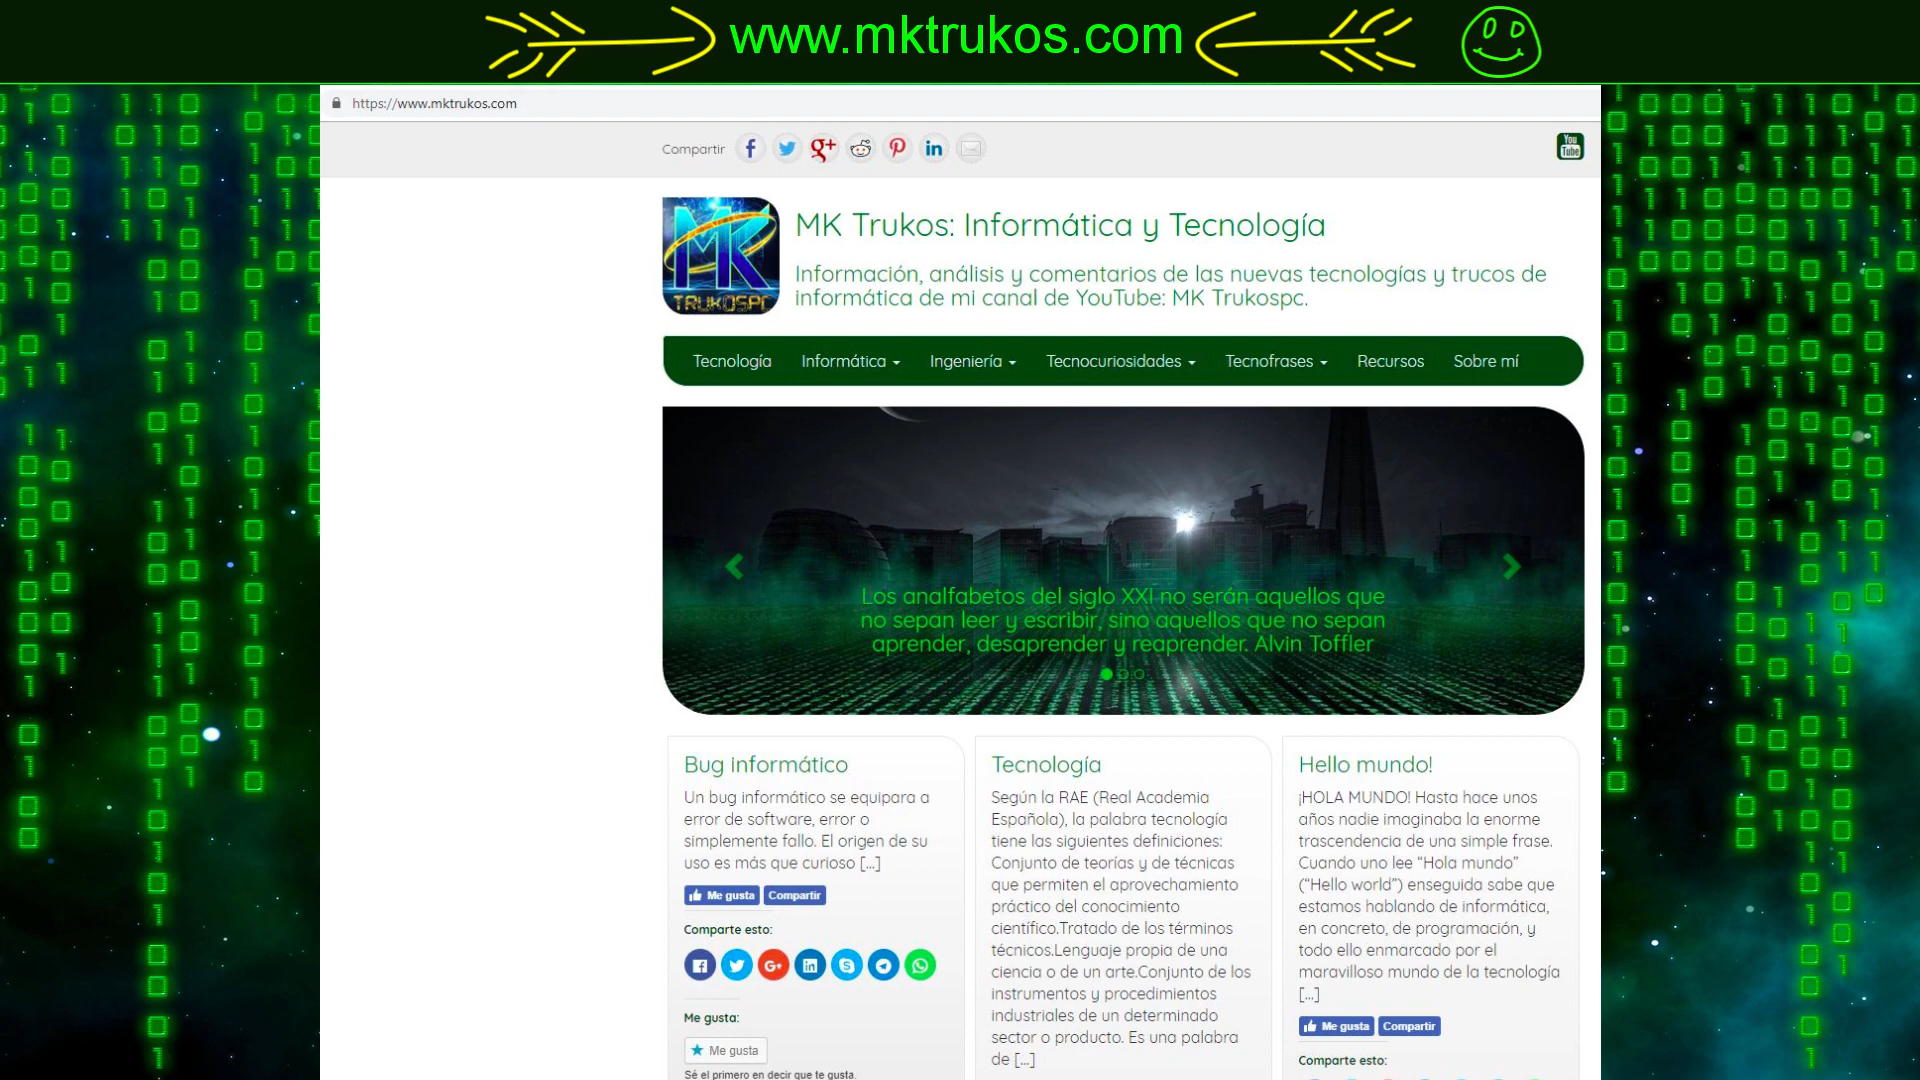 www.mktrukos.com
https://www.mktrukos.com
Compartir
You
Tube
MK
TRUKOSPC
MK Trukos: Informática y Tecnología
Información, análisis y comentarios de las nuevas tecnologías y trucos de
informática de mi canal de YouTube: MK Trukospc.
Tecnología Informática Ingeniería Tecnocuriosidades Tecnofrases Recursos Sobre mí
Los analfabetos del siglo XXI no serán aquellos que
no sepan leer y escribir, sino aquellos que no sepan
aprender, desaprender y reaprender. Alvin Toffler
Bug informático
Un bug informático se equipara a
error de software, error o
simplemente fallo. El origen de su
uso es más que curioso [...]
Me gusta Compartir
Comparte esto:
Me gusta:
Me gusta
Sé el primero en decir que te gusta.
Tecnología
Según la RAE (Real Academia
Española), la palabra tecnología
tiene las siguientes definiciones:
Conjunto de teorías y de técnicas
que permiten el aprovechamiento
práctico del conocimiento
científico.Tratado de los términos
técnicos.Lenguaje propia de una
ciencia o de un arte.Conjunto de los
instrumentos y procedimientos
industriales de un determinado
sector o producto. Es una palabra
de [...]
Hello mundo!
¡HOLA MUNDO! Hasta hace unos
años nadie imaginaba la enorme
trascendencia de una simple frase.
Cuando uno lee “Hola mundo”
(“Hello world”) enseguida sabe que
estamos hablando de informática,
en concreto, de programación, y
todo ello enmarcado por el
maravilloso mundo de la tecnología
[...]
Me gusta Compartir
Comparte esto: